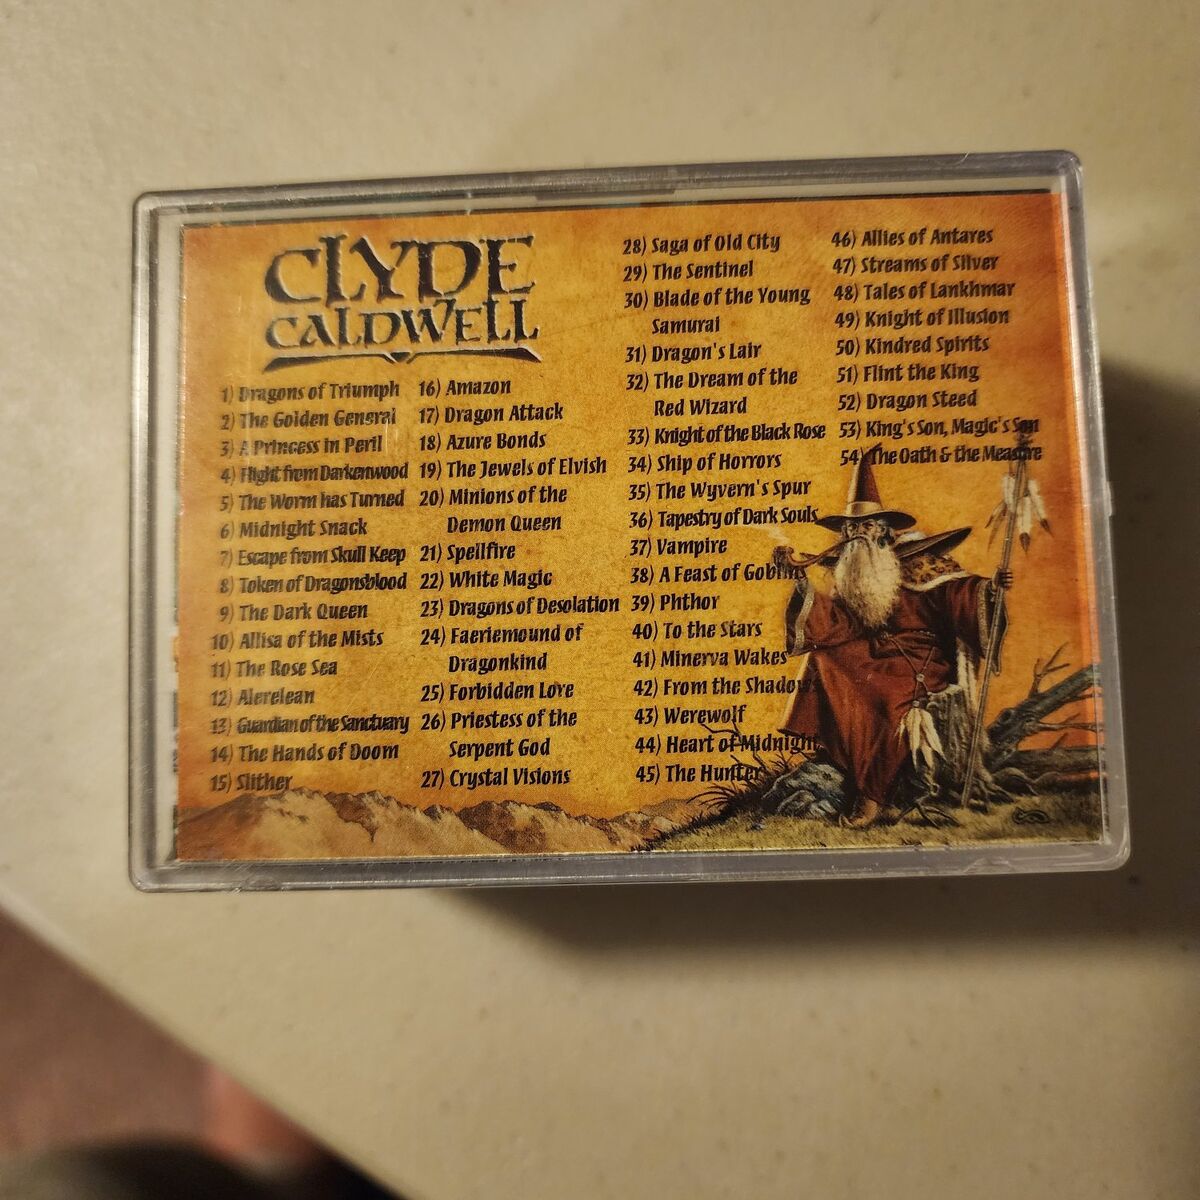 CLYDE
CALDWELL
1) Dragons of Triumph
2) The Golden General
3) A Princess in Peril
4) Flight from Darkenwood
5) The Worm has Turned
6) Midnight Snack
7) Escape from Skull Keep
8) Token of Dragonsblood
9) The Dark Queen
10) Allisa of the Mists
11) The Rose Sea
12) Alerelean
13) Guardian of the Sanctuary
14) The Hands of Doom
15) Slither
16) Amazon
17) Dragon Attack
18) Azure Bonds
19) The Jewels of Elvish
20) Minions of the
Demon Queen
21) Spellfire
22) White Magic
23) Dragons of Desolation
24) Faeriemound of
Dragonkind
25) Forbidden Lore
26) Priestess of the
Serpent God
27) Crystal Visions
28) Saga of Old City
29) The Sentinel
30) Blade of the Young
Samurai
31) Dragon's Lair
32) The Dream of the
Red Wizard
33) Knight of the Black Rose
34) Ship of Horrors
35) The Wyvern's Spur
36) Tapestry of Dark Souls
37) Vampire
38) A Feast of Goblins
39) Phthor
40) To the Stars
41) Minerva Wakes
42) From the Shadows
43) Werewolf
44) Heart of Midnight
45) The Hunter
46) Allies of Antares
47) Streams of Silver
48) Tales of Lankhmar
49) Knight of Illusion
50) Kindred Spirits
51) Flint the King
52) Dragon Steed
53) King's Son, Magic's Son
54) The Oath & the Measure